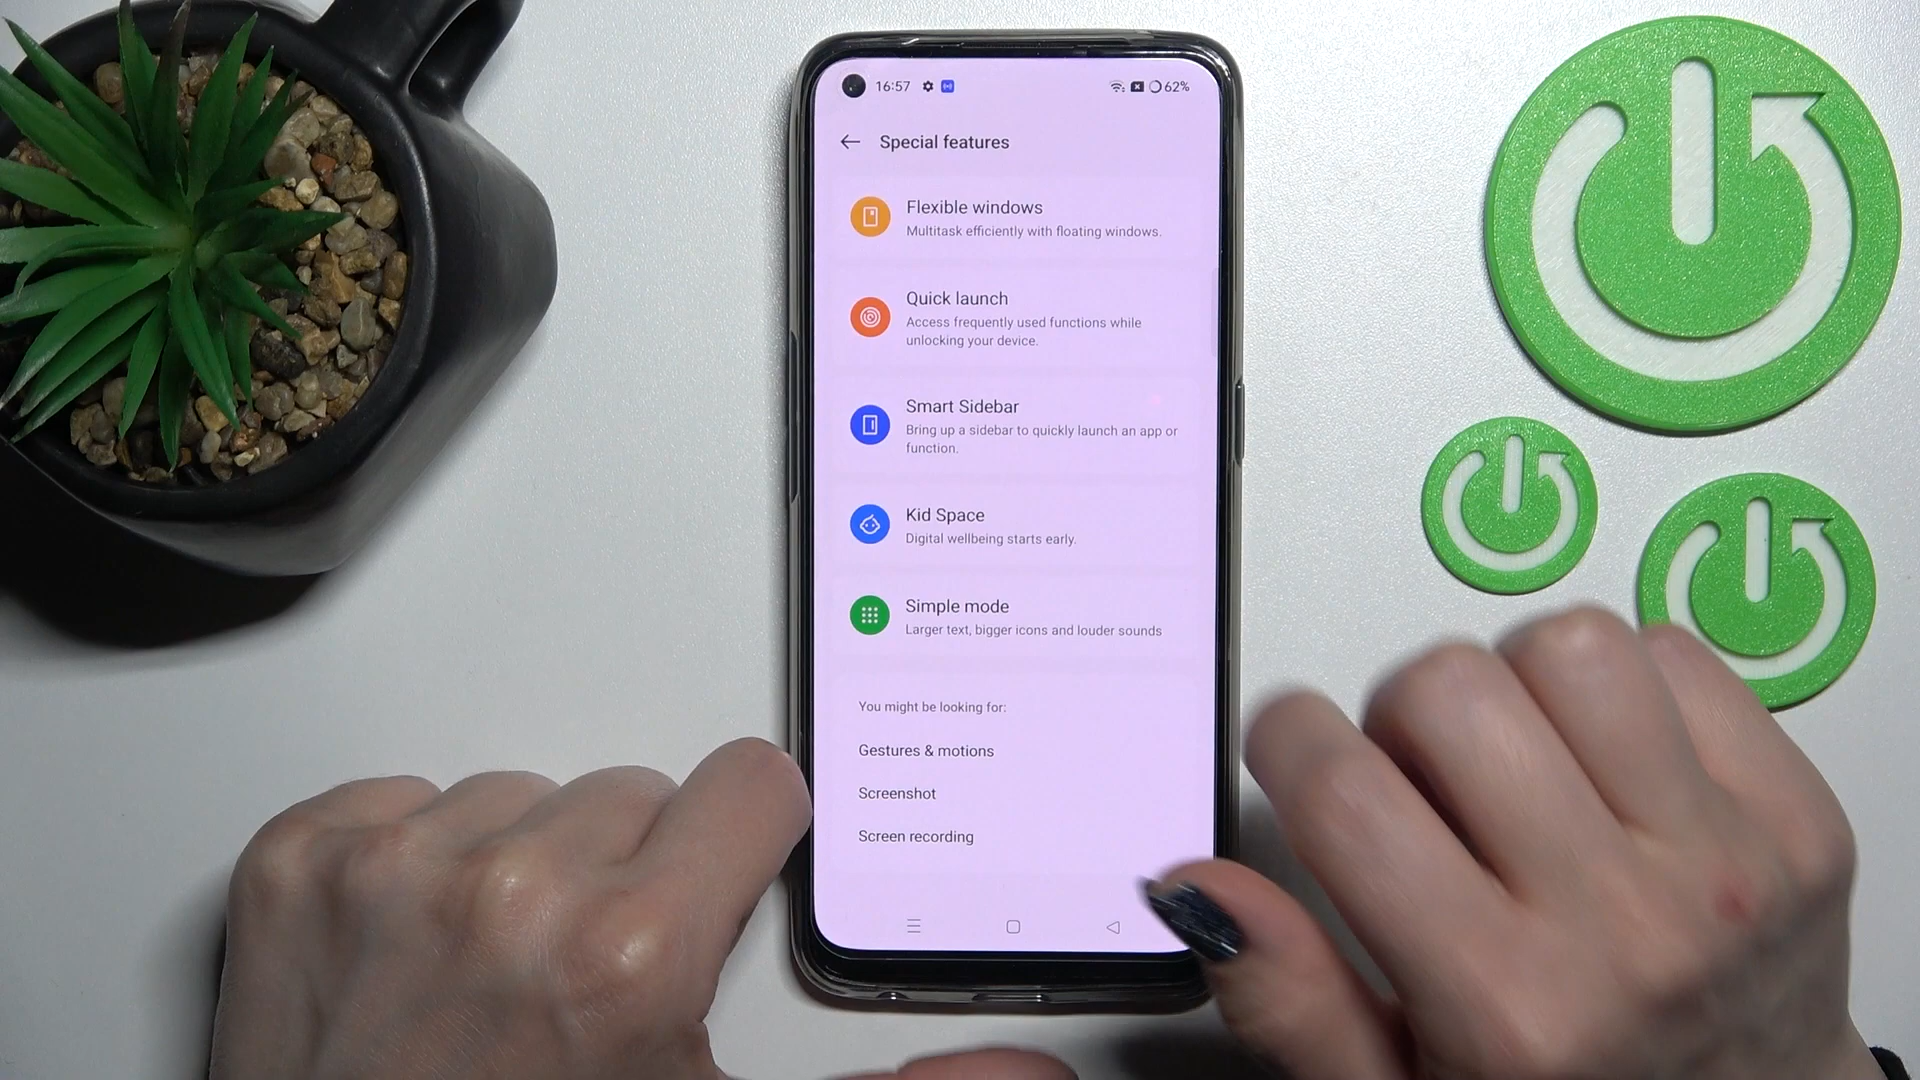 16:57
62%
Special features
Flexible windows
Multitask efficiently with floating windows.
Quick launch
Access frequently used functions while
unlocking your device.
Smart Sidebar
Bring up a sidebar to quickly launch an app or
function.
Kid Space
Digital wellbeing starts early.
Simple mode
Larger text, bigger icons and louder sounds
You might be looking for:
Gestures & motions
Screenshot
Screen recording